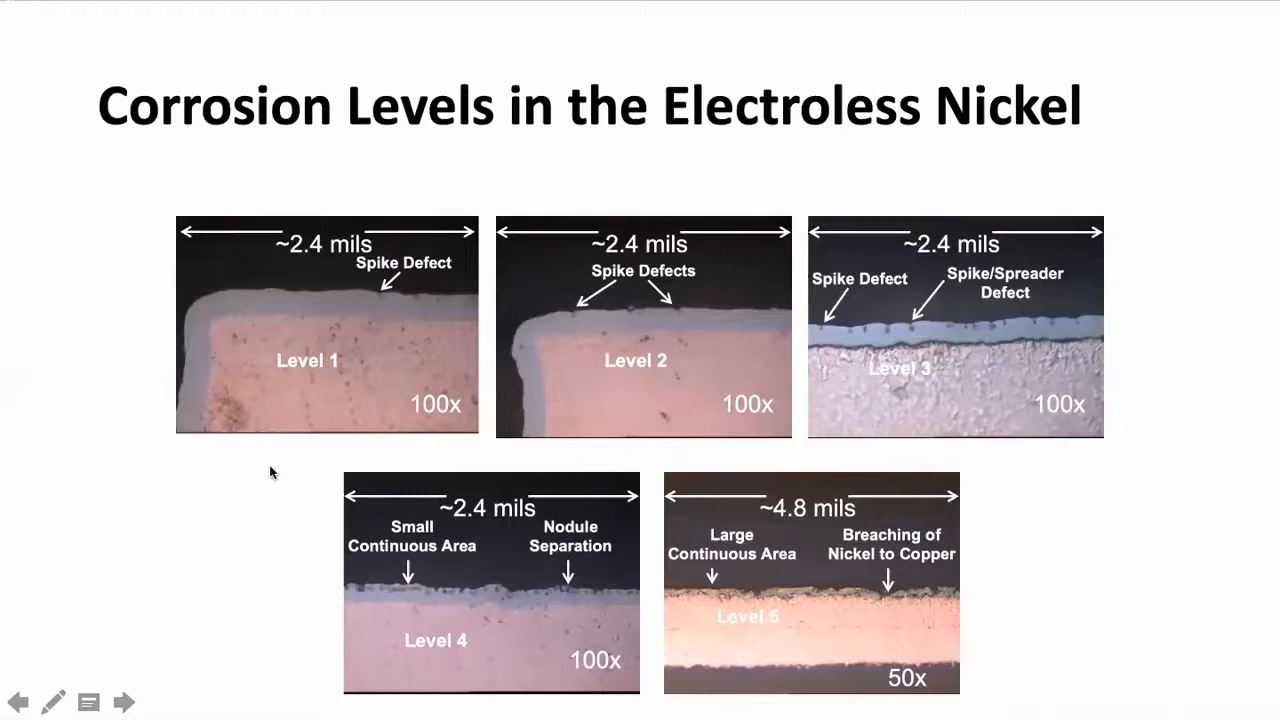 Corrosion Levels in the Electroless Nickel
~2.4 mils
Spike Defect
Level 1
100x
~2.4 mils
Spike Defects
Level 2
100x
~2.4 mils
Spike Defect
Spike/Spreader
Defect
Level 3
100x
~2.4 mils
Small
Continuous Area
Nodule
Separation
Level 4
100x
~4.8 mils
Large
Continuous Area
Breaching of
Nickel to Copper
Level 5
50x